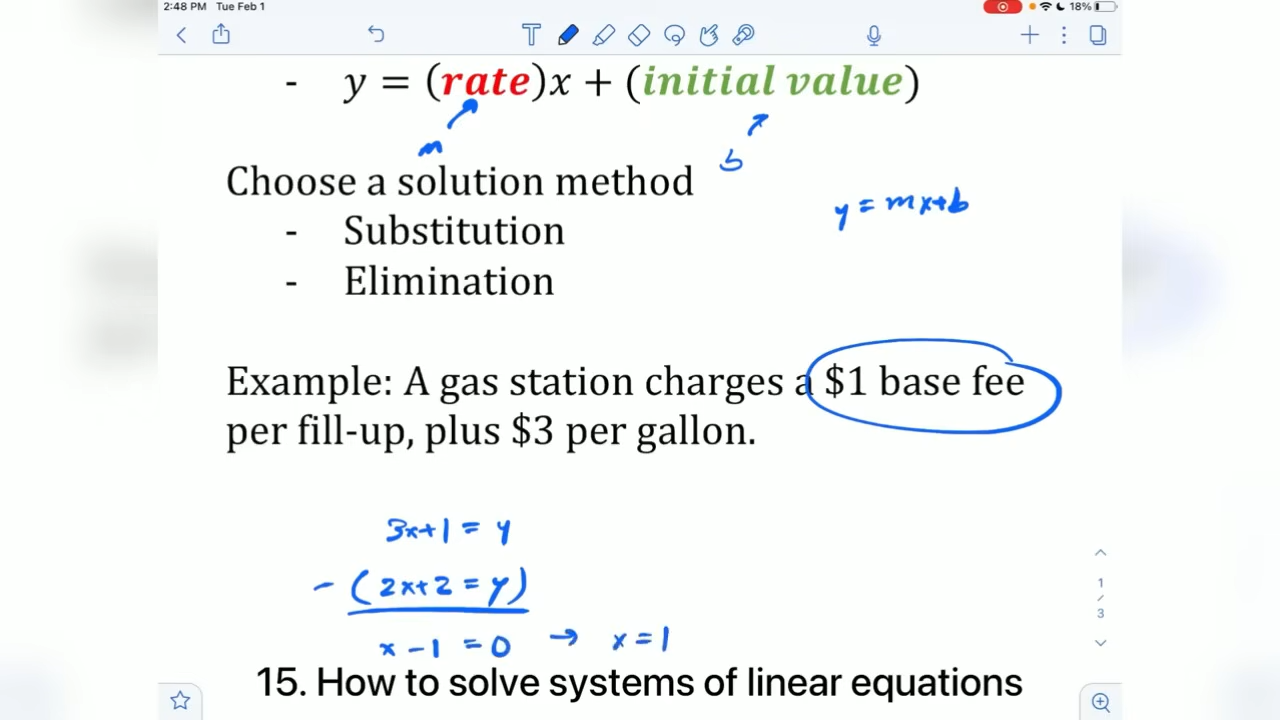 2:48 PM Tue Feb 1
18%
- y = (rate)x + (initial value)
m
b
Choose a solution method
y = mx+b
- Substitution
- Elimination
Example: A gas station charges a $1 base fee
per fill-up, plus $3 per gallon.
3x+1 = y
- (2x+2 = y)
x - 1 = 0 → x = 1
1
/
3
15. How to solve systems of linear equations